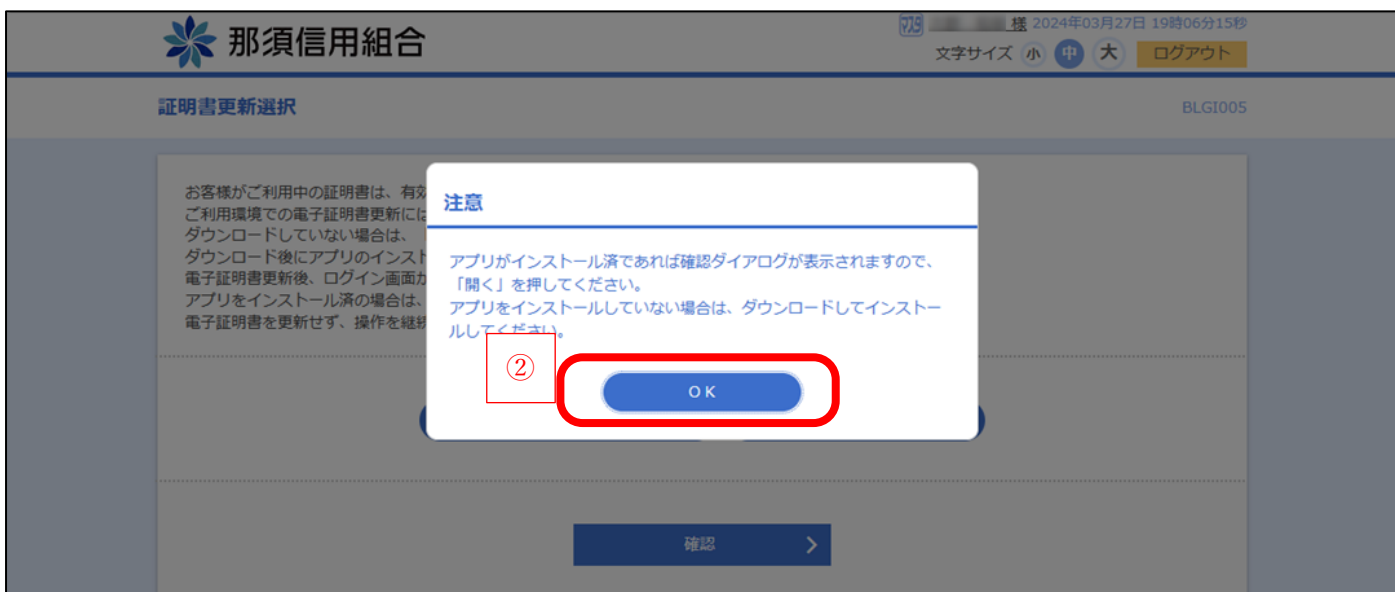 那須信用組合
マスタ 様 2024年03月27日 19時06分15秒
文字サイズ 小 中 大 ログアウト
証明書更新選択
BLGI005
お客様がご利用中の証明書は、有効
ご利用環境での電子証明書更新には
ダウンロードしていない場合は、
ダウンロード後にアプリのインスト
電子証明書更新後、ログイン画面か
アプリをインストール済の場合は、
電子証明書を更新せず、操作を継続
注意
アプリがインストール済であれば確認ダイアログが表示されますので、
「開く」を押してください。
アプリをインストールしていない場合は、ダウンロードしてインストー
ルしてください。
②
OK
確認